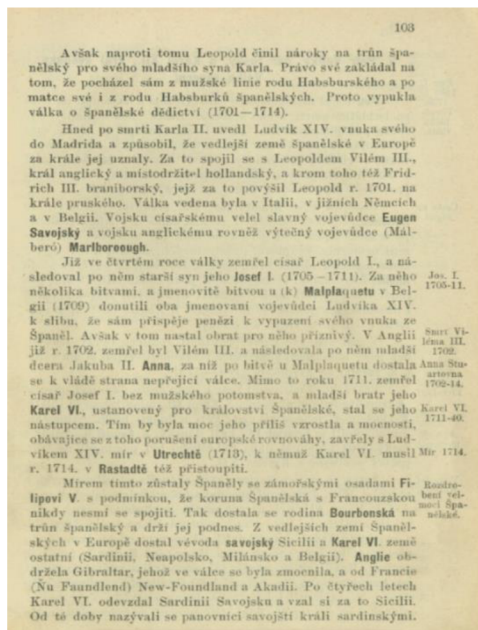 103
Avšak naproti tomu Leopold činil nároky na trůn špa-
nělský pro svého mladšího syna Karla. Právo své zakládal na
tom, že pocházel sám z mužské linie rodu Habsburského a po
matce své i z rodu Habsburků španělských. Proto vypukla
válka o španělské dědictví (1701—1714).
Hned po smrti Karla II. uvedl Ludvík XIV. vnuka svého
do Madrida a způsobil, že vedlejší země španělské v Europě
za krále jej uznaly. Za to spojil se s Leopoldem Vilém III.,
král anglický a místodržitel hollandský, a krom toho též Frid-
rich III. braniborský, jejž za to povýšil Leopold r. 1701. na
krále pruského. Válka vedena byla v Italii, v jižních Němcích
a v Belgii. Vojsku císařskému velel slavný vojevůdce Eugen
Savojský a vojsku anglickému rovněž výtečný vojevůdce (Mál-
beró) Marlborough.
Již ve čtvrtém roce války zemřel císař Leopold I., a ná-
sledoval po něm starší syn jeho Josef I. (1705—1711). Za něho
několika bitvami, a jmenovitě bitvou u (k) Malplaquetu v Bel-
gii (1709) donutili oba jmenovaní vojevůdci Ludvíka XIV.
k slibu, že sám přispěje penězi k vypuzení svého vnuka ze
Španěl. Avšak v tom nastal obrat pro něho příznivý. V Anglii
již r. 1702. zemřel byl Vilém III. a následovala po něm mladší
dcera Jakuba II. Anna, za níž po bitvě u Malplaquetu dostala
se k vládě strana nepřející válce. Mimo to roku 1711. zemřel
císař Josef I. bez mužského potomstva, a mladší bratr jeho
Karel VI., ustanovený pro království Španělské, stal se jeho
nástupcem. Tím by byla moc jeho příliš vzrostla a mocnosti,
obávajíce se z toho porušení europské rovnováhy, zavřely s Lud-
víkem XIV. mír v Utrechtě (1713), k němuž Karel VI. musil
r. 1714. v Rastadtě též přistoupiti.
Mírem tímto zůstaly Španěly se zámořskými osadami Fi-
lipovi V. s podmínkou, že koruna Španělská s Francouzskou
nikdy nesmí se spojiti. Tak dostala se rodina Bourbonská na
trůn španělský a drží jej podnes. Z vedlejších zemí Španěl-
ských v Europě dostal vévoda savojský Sicilii a Karel VI. země
ostatní (Sardinii, Neapolsko, Milánsko a Belgii). Anglie ob-
držela Gibraltar, jehož ve válce se byla zmocnila, a od Francie
(Ňu Faundlend) New-Foundland a Akadii. Po čtyřech letech
Karel VI. odevzdal Sardinii Savojsku a vzal si za to Sicilii.
Od té doby nazývali se panovníci savojští králi sardinskými.
Jos. I.
1705-11.
Smrt Vi-
léma III.
1702.
Anna Stu-
artovna
1702-14.
Karel VI.
1711-40.
Mír 1714.
Rozdro-
bení vel-
moci Špa-
nělské.